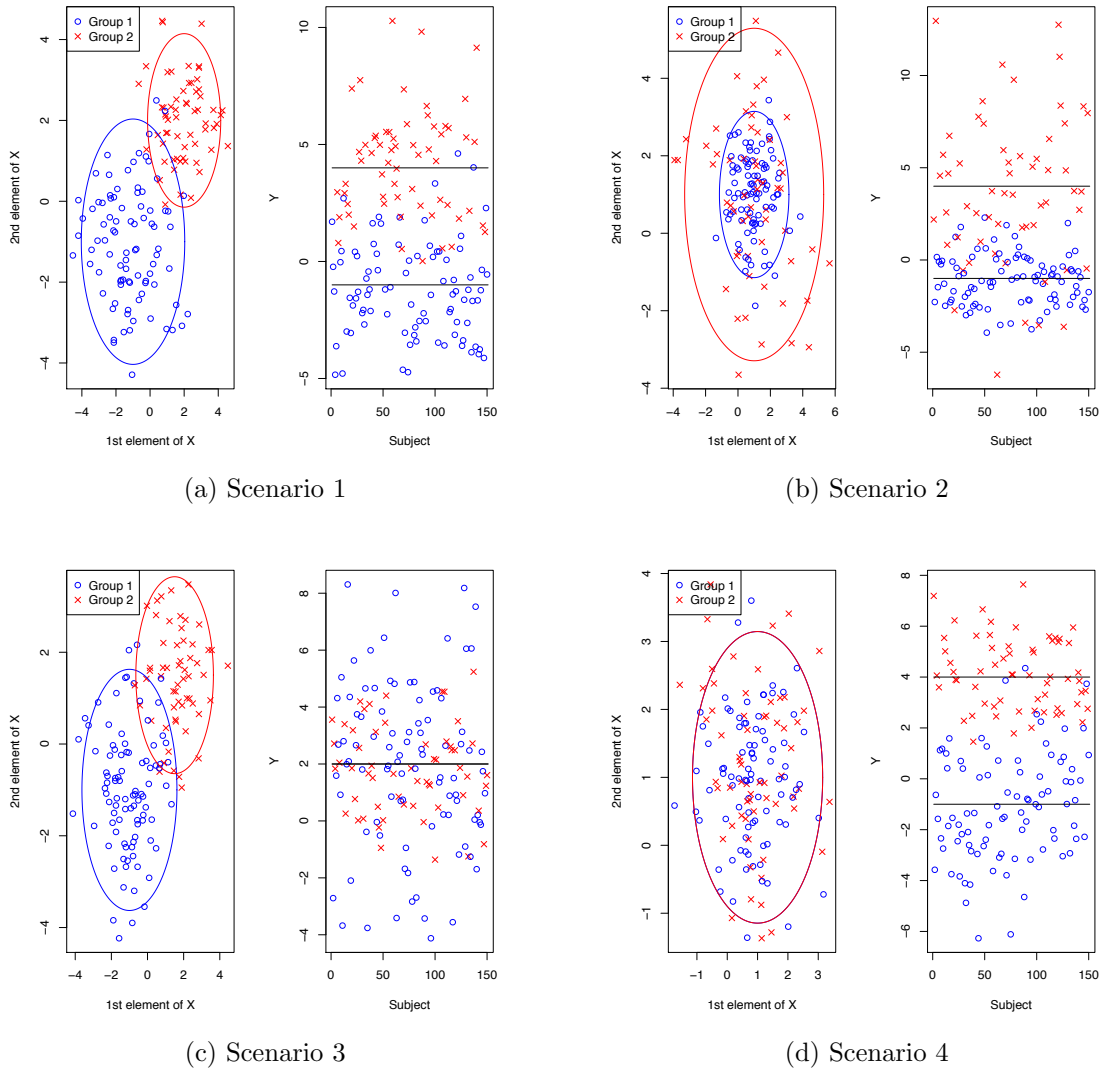 Group 1
Group 2
2nd element of X
4
2
0
−2
−4
−4 −2 0 2 4
1st element of X
Y
10
5
0
−5
0 50 100 150
Subject
(a) Scenario 1
Group 1
Group 2
2nd element of X
4
2
0
−2
−4
−4 −2 0 2 4 6
1st element of X
Y
10
5
0
−5
0 50 100 150
Subject
(b) Scenario 2
Group 1
Group 2
2nd element of X
2
0
−2
−4
−4 −2 0 2 4
1st element of X
Y
8
6
4
2
0
−2
−4
0 50 100 150
Subject
(c) Scenario 3
Group 1
Group 2
2nd element of X
4
3
2
1
0
−1
−1 0 1 2 3
1st element of X
Y
8
6
4
2
0
−2
−4
−6
0 50 100 150
Subject
(d) Scenario 4